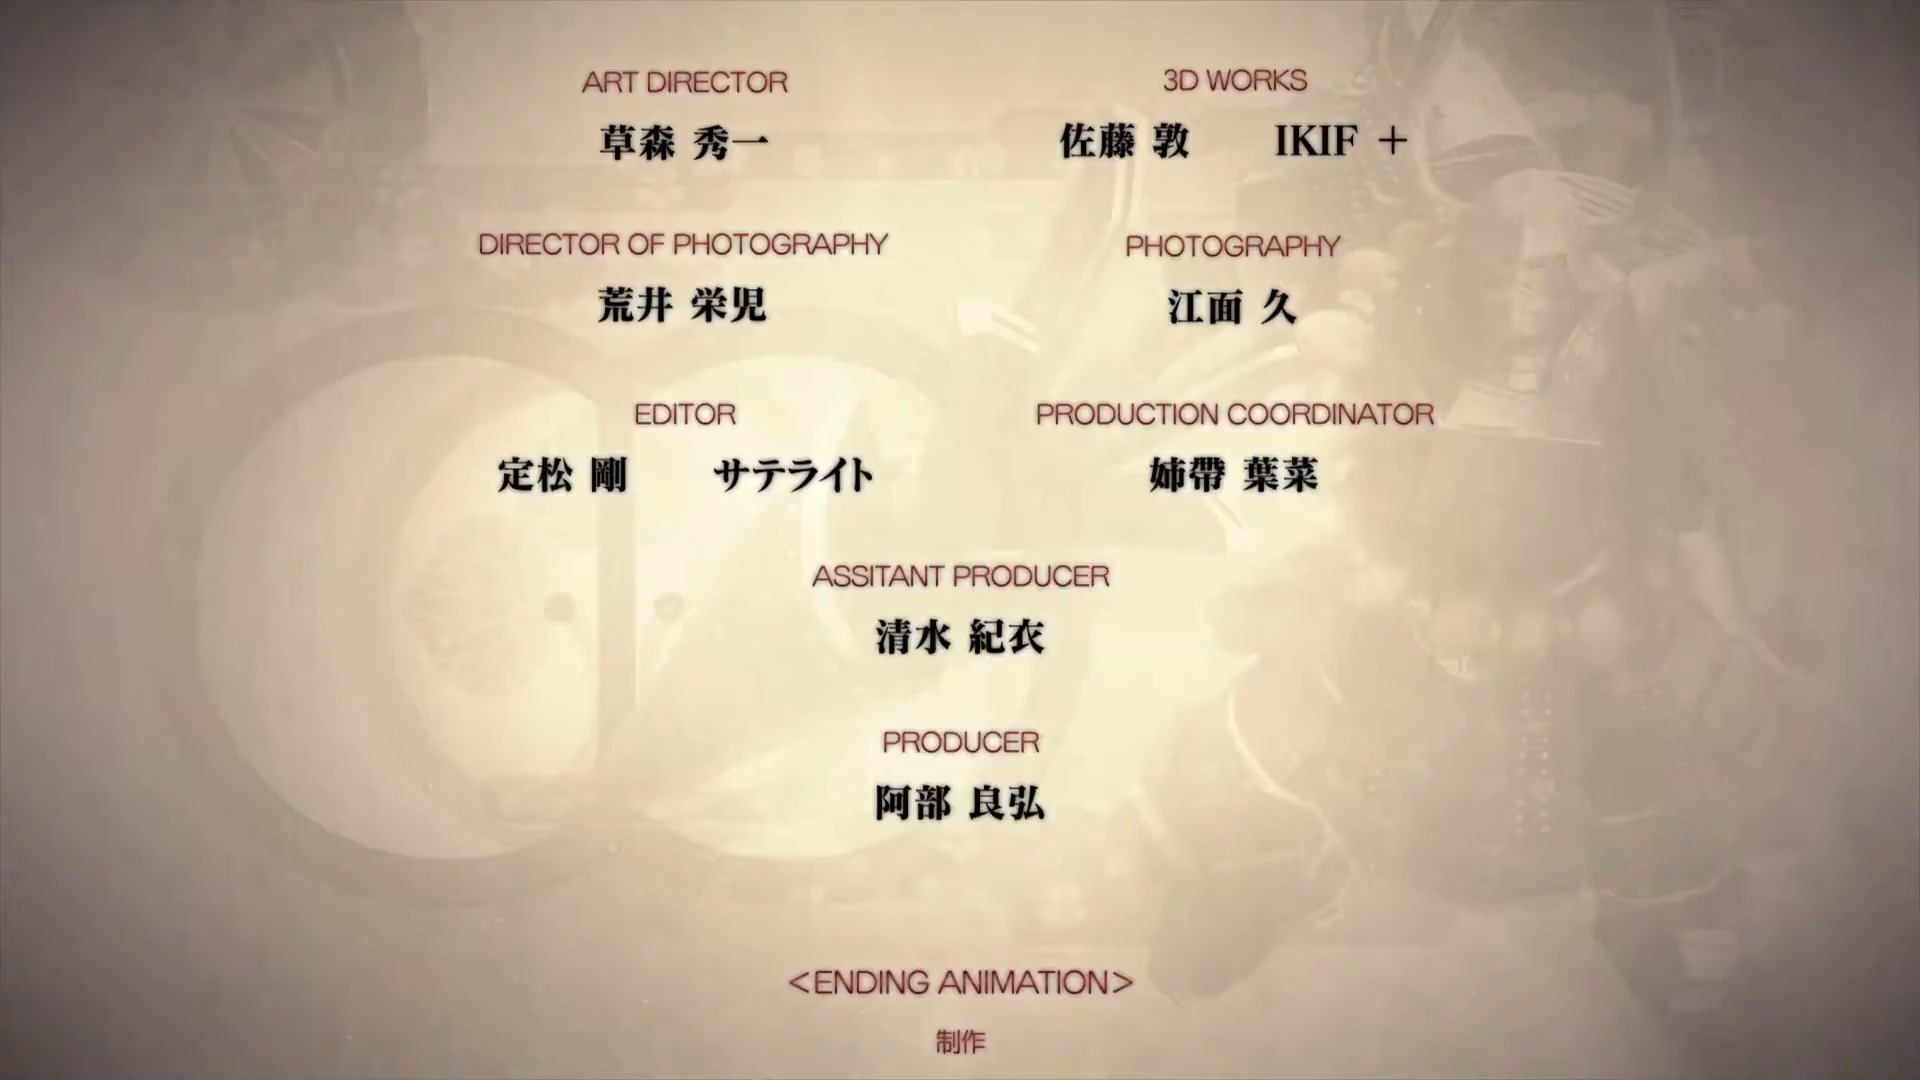 ART DIRECTOR
草森 秀一
3D WORKS
佐藤 敦 IKIF +
DIRECTOR OF PHOTOGRAPHY
荒井 栄児
PHOTOGRAPHY
江面 久
EDITOR
定松 剛 サテライト
PRODUCTION COORDINATOR
姉帶 葉菜
ASSITANT PRODUCER
清水 紀衣
PRODUCER
阿部 良弘
<ENDING ANIMATION>
制作